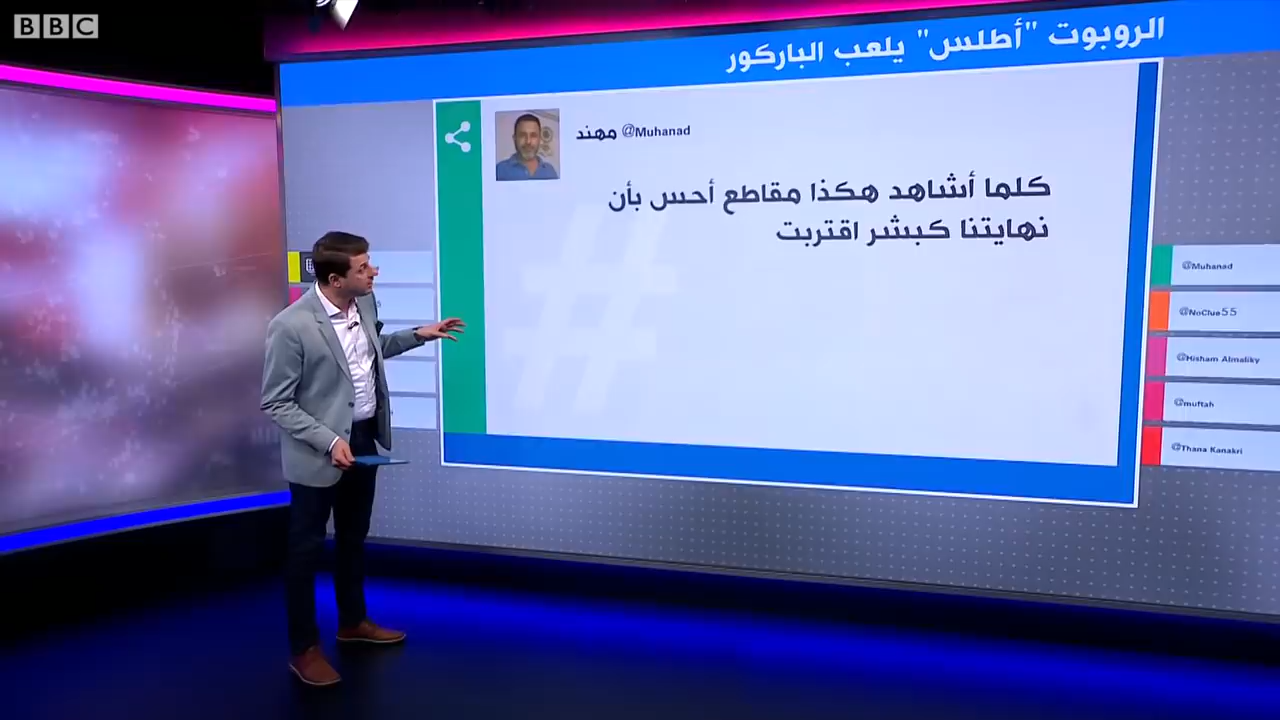 BBC
الروبوت "أطلس" يلعب الباركور
مهند @Muhanad
كلما أشاهد هكذا مقاطع أحس بأن
نهايتنا كبشر اقتربت
#
@Muhanad
@NoClue55
@Hisham Almaliky
@muftah
@Thana Kanakri